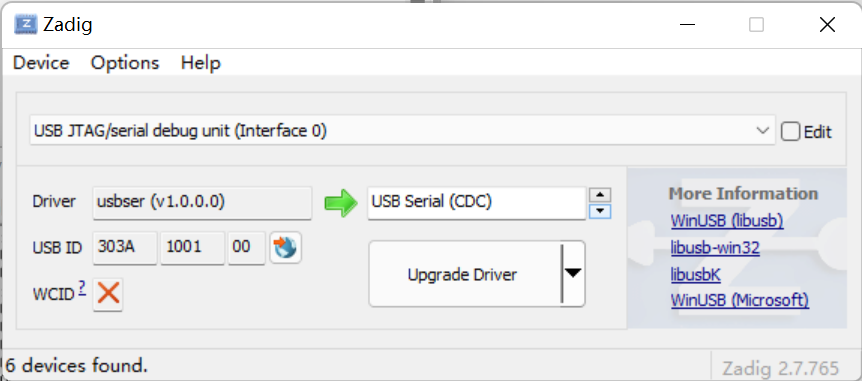 Zadig
Device Options Help
USB JTAG/serial debug unit (Interface 0)
Edit
Driver usbser (v1.0.0.0) USB Serial (CDC)
USB ID 303A 1001 00
WCID ?
Upgrade Driver
More Information
WinUSB (libusb)
libusb-win32
libusbK
WinUSB (Microsoft)
6 devices found.
Zadig 2.7.765